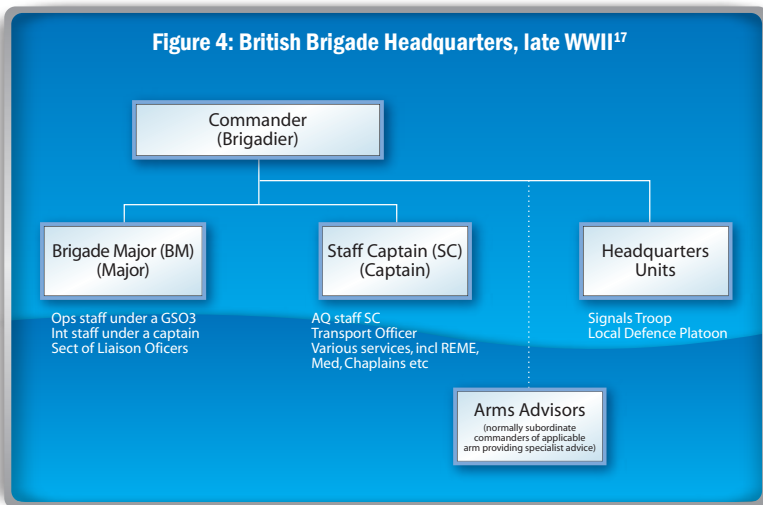 Figure 4: British Brigade Headquarters, late WWII17
Commander
(Brigadier)
Brigade Major (BM)
(Major)
Ops staff under a GSO3
Int staff under a captain
Sect of Liaison Oficers
Staff Captain (SC)
(Captain)
AQ staff SC
Transport Officer
Various services, incl REME,
Med, Chaplains etc
Headquarters
Units
Signals Troop
Local Defence Platoon
Arms Advisors
(normally subordinate
commanders of applicable
arm providing specialist advice)